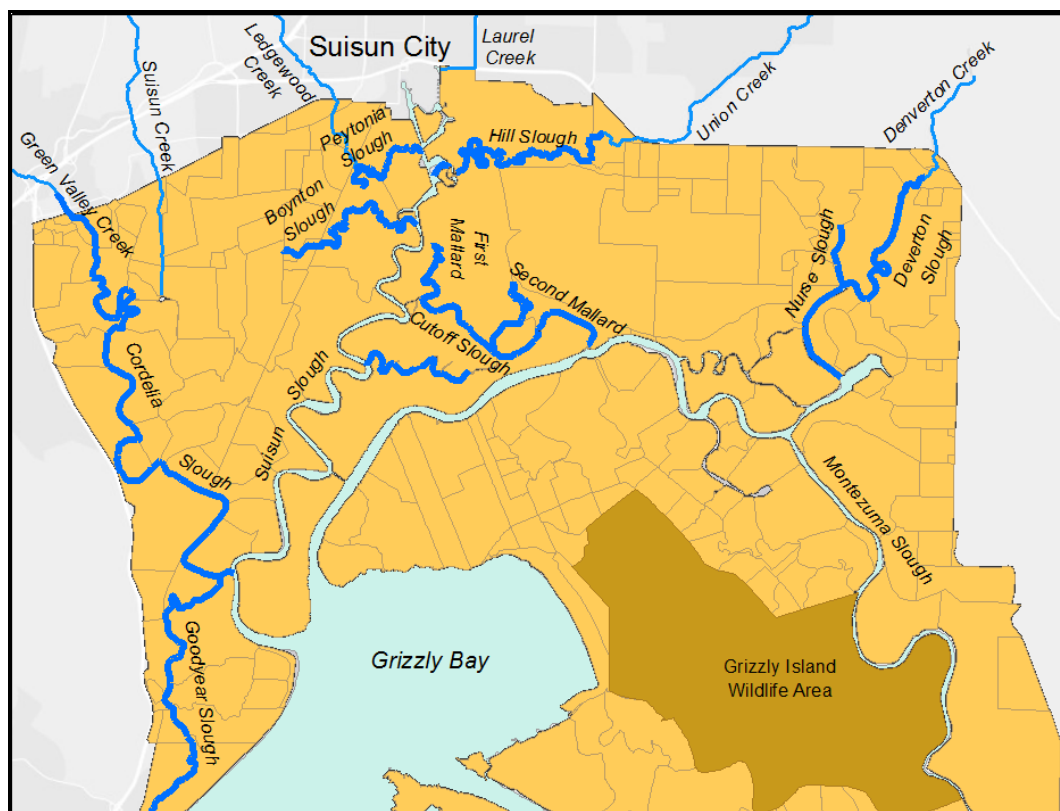 Suisun City
Laurel
Creek
Ledgewood
Creek
Suisun Creek
Union Creek
Denverton Creek
Green Valley Creek
Peytonia
Slough
Hill Slough
Boynton
Slough
First
Mallard
Second Mallard
Nurse Slough
Deverton
Slough
Cutoff Slough
Cordelia
Slough
Suisun
Slough
Montezuma Slough
Goodyear Slough
Grizzly Bay
Grizzly Island
Wildlife Area